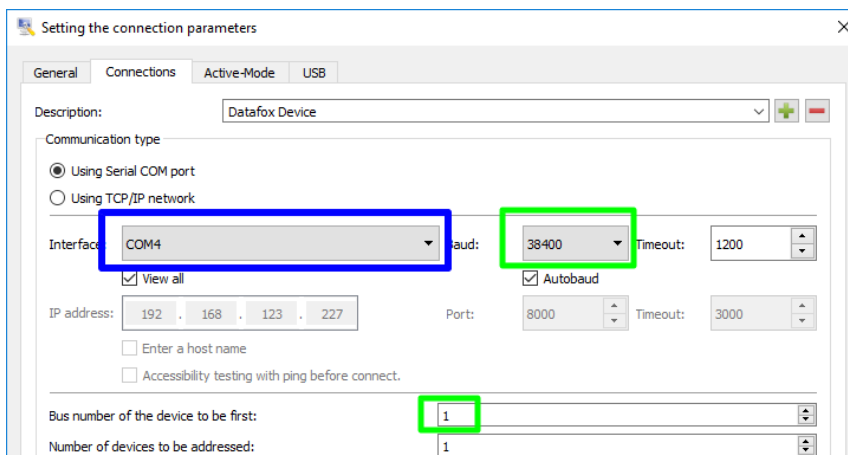 Setting the connection parameters
General Connections Active-Mode USB
Description: Datafox Device
Communication type
Using Serial COM port
Using TCP/IP network
Interface: COM4 Baud: 38400 Timeout: 1200
View all Autobaud
IP address: 192 . 168 . 123 . 227 Port: 8000 Timeout: 3000
Enter a host name
Accessibility testing with ping before connect.
Bus number of the device to be first: 1
Number of devices to be addressed: 1